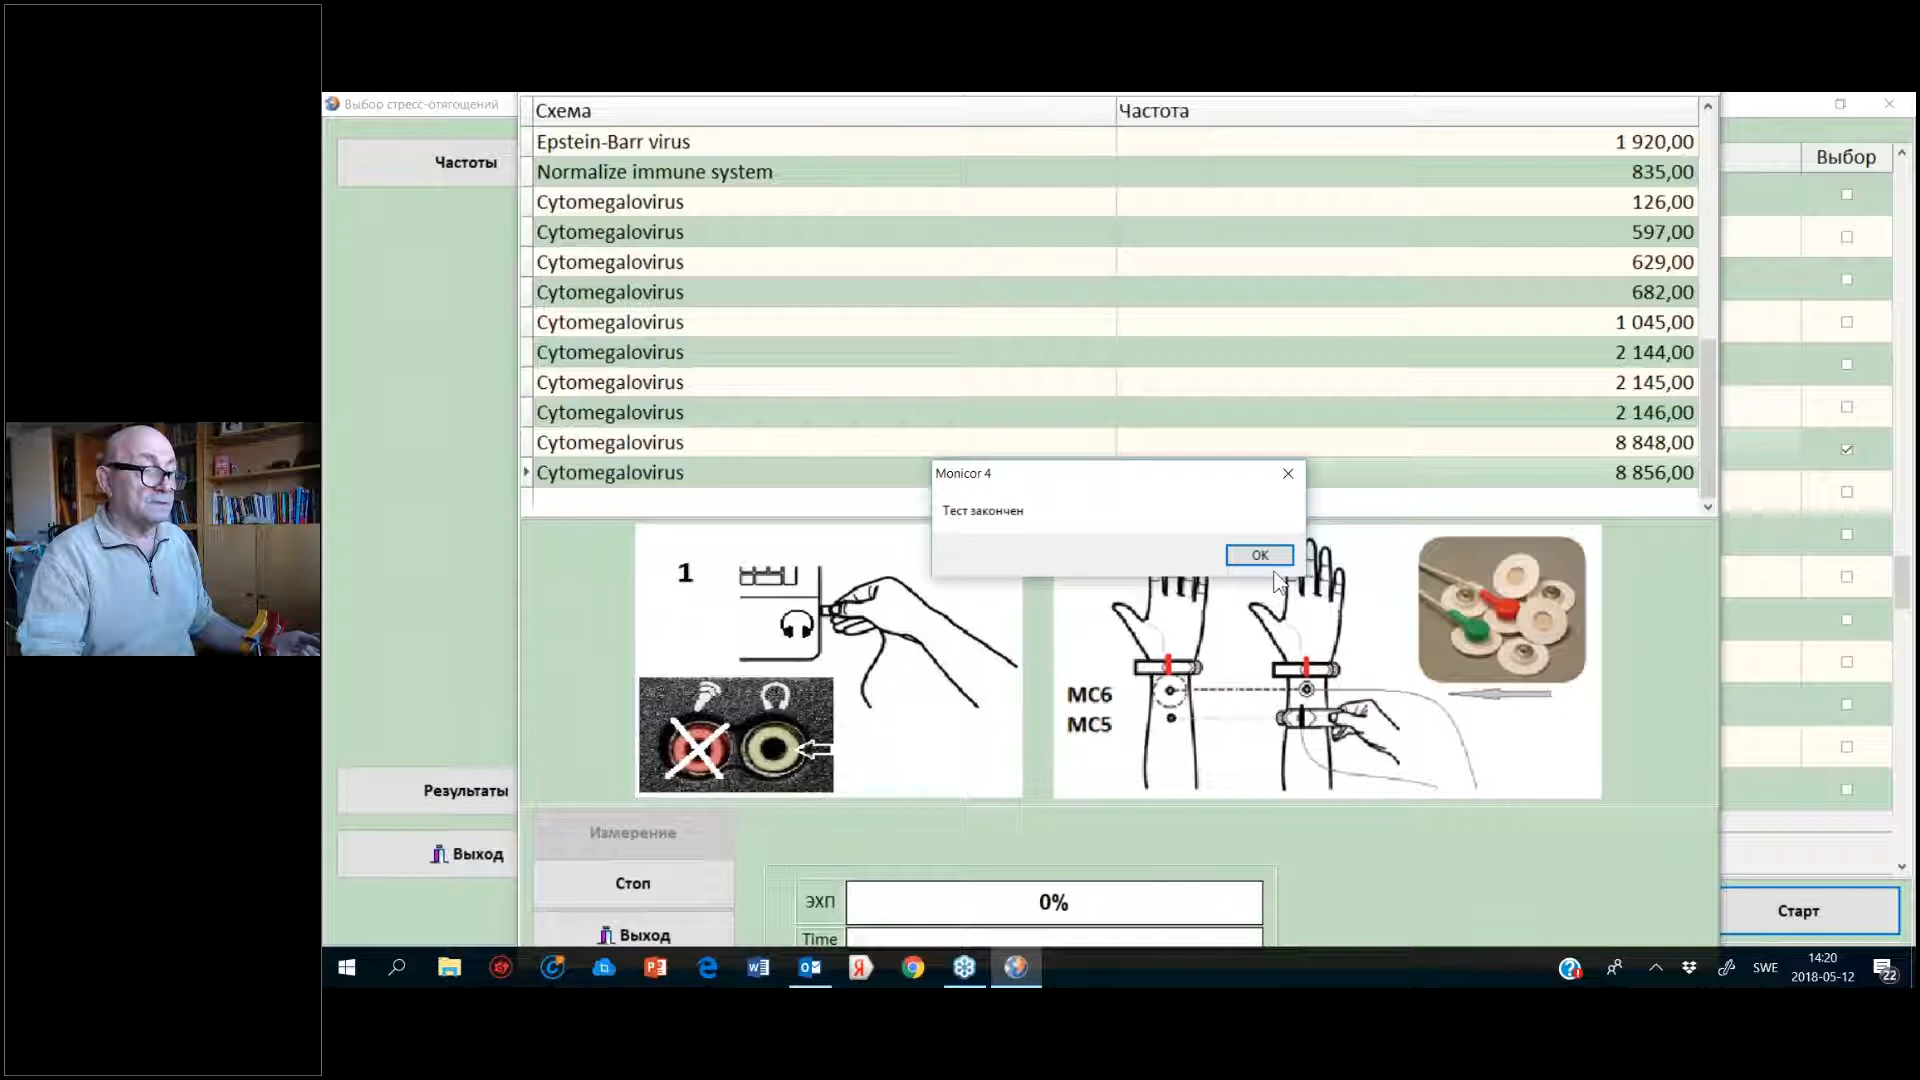 Выбор стресс-отягощений
Схема Частота
Epstein-Barr virus 1 920,00
Normalize immune system 835,00
Cytomegalovirus 126,00
Cytomegalovirus 597,00
Cytomegalovirus 629,00
Cytomegalovirus 682,00
Cytomegalovirus 1 045,00
Cytomegalovirus 2 144,00
Cytomegalovirus 2 145,00
Cytomegalovirus 2 146,00
Cytomegalovirus 8 848,00
Cytomegalovirus 8 856,00
Частоты
Выбор
Monicor 4
Тест закончен
OK
1
MC6
MC5
Результаты
Выход
Измерение
Стоп
Выход
ЭХП 0%
Time
Старт
SWE
14:20
2018-05-12
22